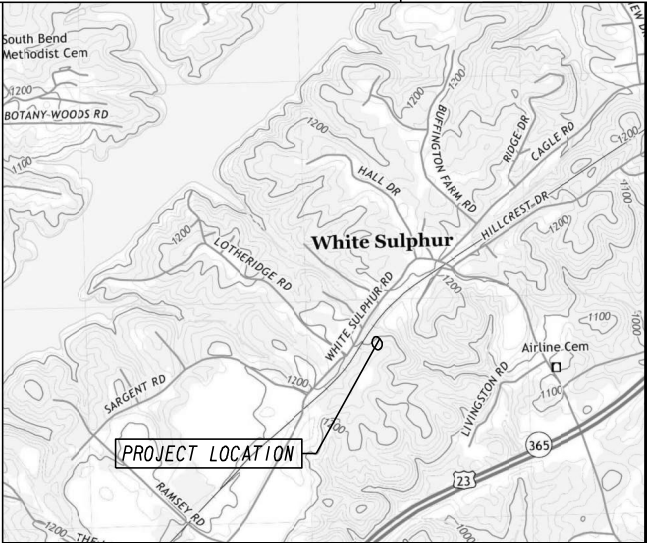 South Bend
Methodist Cem
1200
BOTANY WOODS RD
1100
1200
1200
1200
BUFFINGTON FARM RD
RIDGE DR
CAGLE RD
1200
HALL DR
HILLCREST DR
1100
1200
1200
LOTHERIDGE RD
White Sulphur
1200
WHITE SULPHUR RD
1100
1000
Airline Cem
1200
SARGENT RD
LIVINGSTON RD
1100
1200
PROJECT LOCATION
365
23
RAMSEY RD
1200
1000